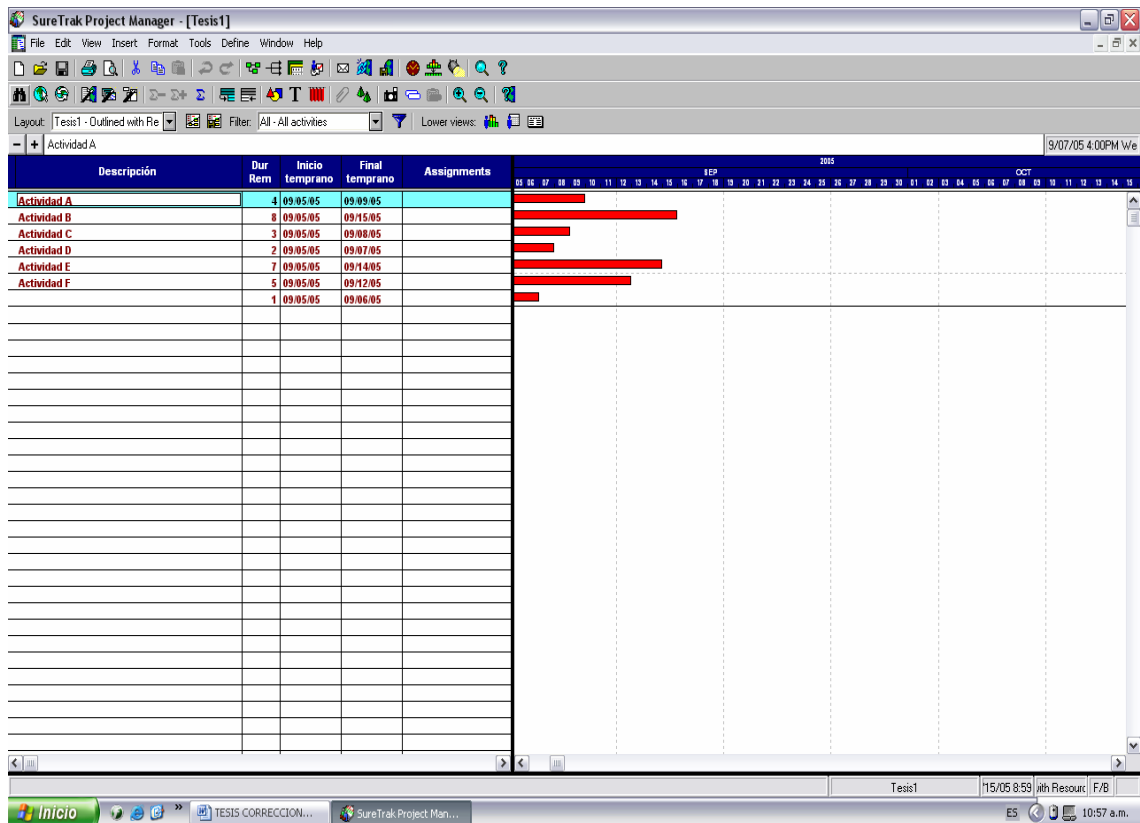 SureTrak Project Manager - [Tesis1]
File Edit View Insert Format Tools Define Window Help
Layout: Tesis1 - Outlined with Re Filter: All - All activities Lower views:
Actividad A 9/07/05 4:00PM We
Descripción Dur Rem Inicio temprano Final temprano Assignments
2005
SEP OCT
05 06 07 08 09 10 11 12 13 14 15 16 17 18 19 20 21 22 23 24 25 26 27 28 29 30 01 02 03 04 05 06 07 08 09 10 11 12 13 14 15
Actividad A 4 09/05/05 09/09/05
Actividad B 8 09/05/05 09/15/05
Actividad C 3 09/05/05 09/08/05
Actividad D 2 09/05/05 09/07/05
Actividad E 7 09/05/05 09/14/05
Actividad F 5 09/05/05 09/12/05
1 09/05/05 09/06/05
Tesis1 '15/05 8:59 ith Resourc F/B
Inicio TESIS CORRECCION... SureTrak Project Man... ES 10:57 a.m.